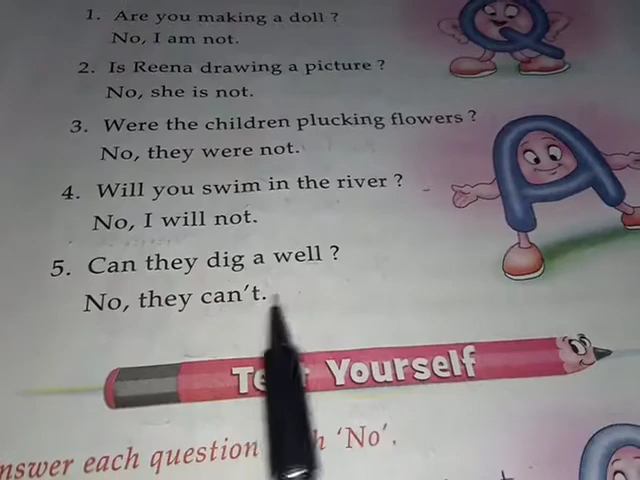 1. Are you making a doll ?
No, I am not.
2. Is Reena drawing a picture ?
No, she is not.
3. Were the children plucking flowers ?
No, they were not.
4. Will you swim in the river ?
No, I will not.
5. Can they dig a well ?
No, they can't.
Yourself
each question 'No'.